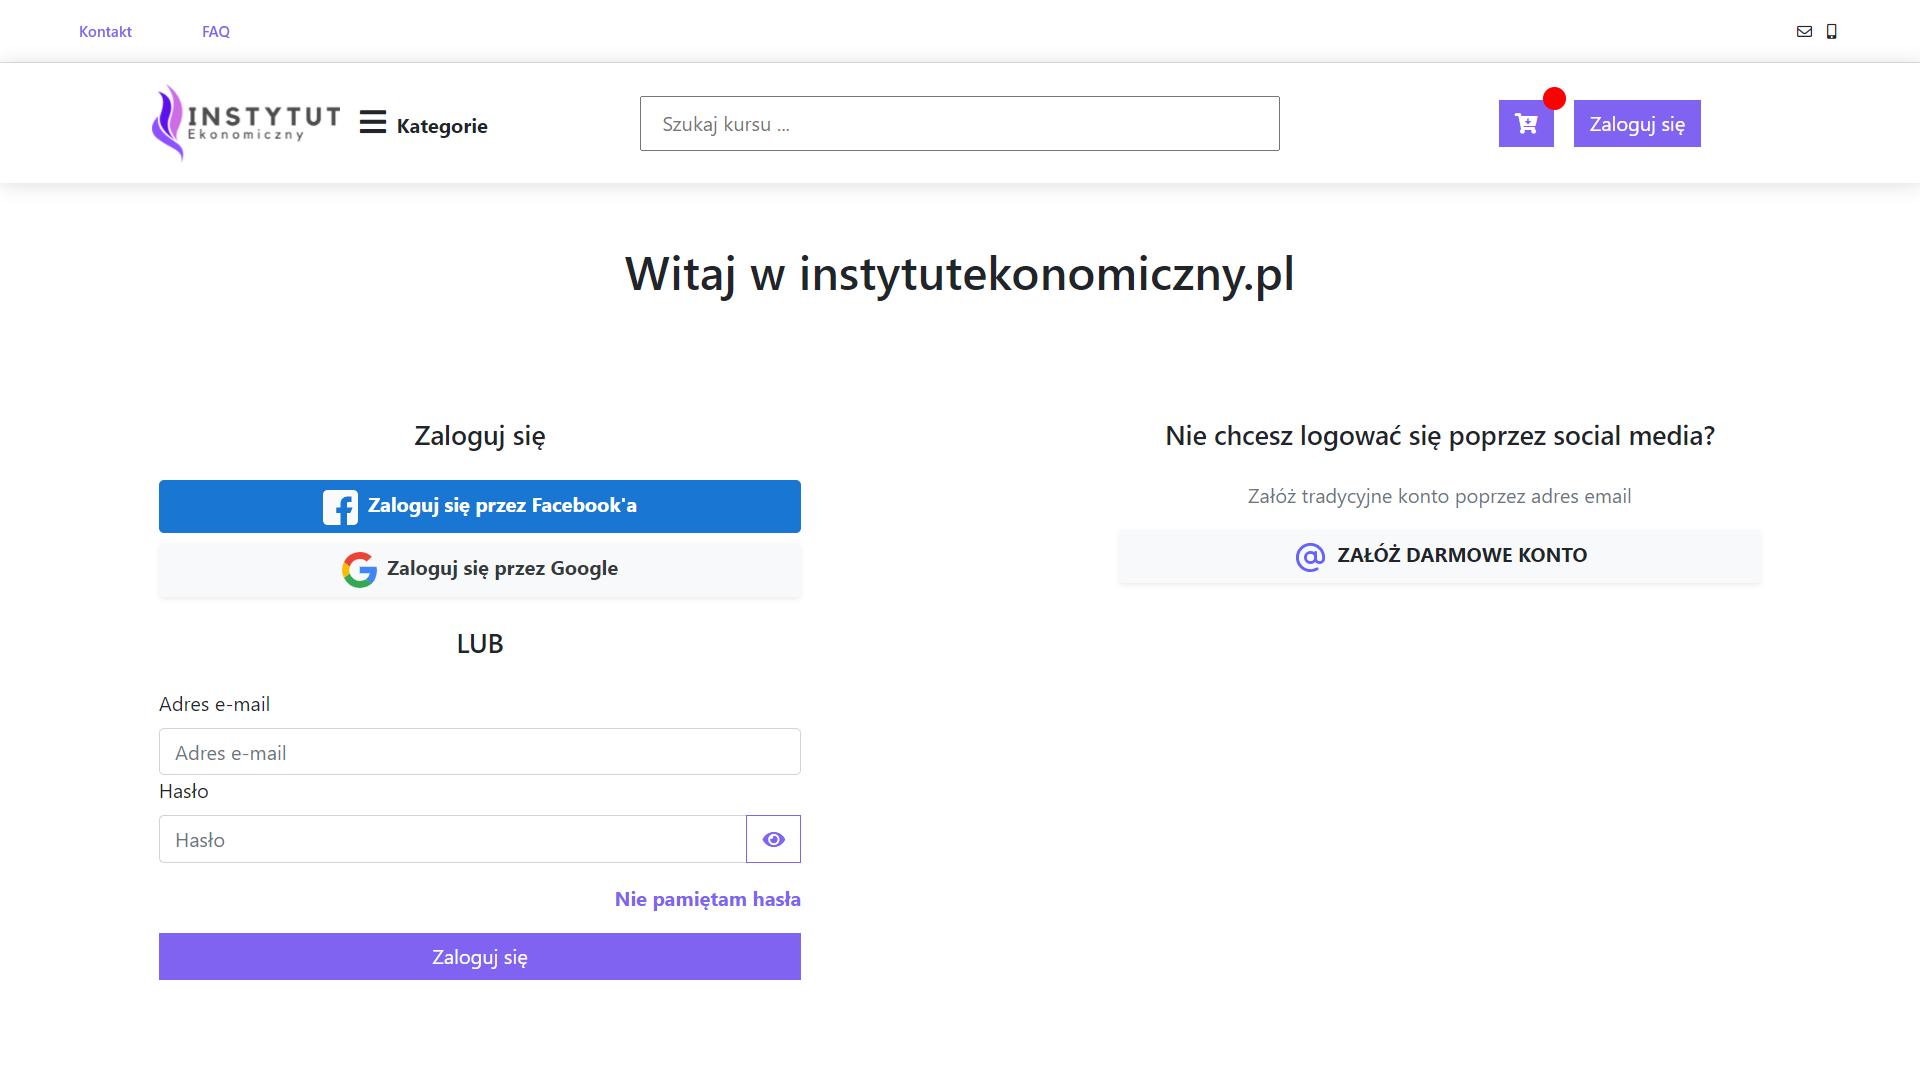 Kontakt
FAQ
INSTYTUT
Ekonomiczny
Kategorie
Szukaj kursu ...
Zaloguj się
Witaj w instytutekonomiczny.pl
Zaloguj się
Zaloguj się przez Facebook'a
Zaloguj się przez Google
LUB
Adres e-mail
Adres e-mail
Hasło
Hasło
Nie pamiętam hasła
Zaloguj się
Nie chcesz logować się poprzez social media?
Załóż tradycyjne konto poprzez adres email
ZAŁÓŻ DARMOWE KONTO